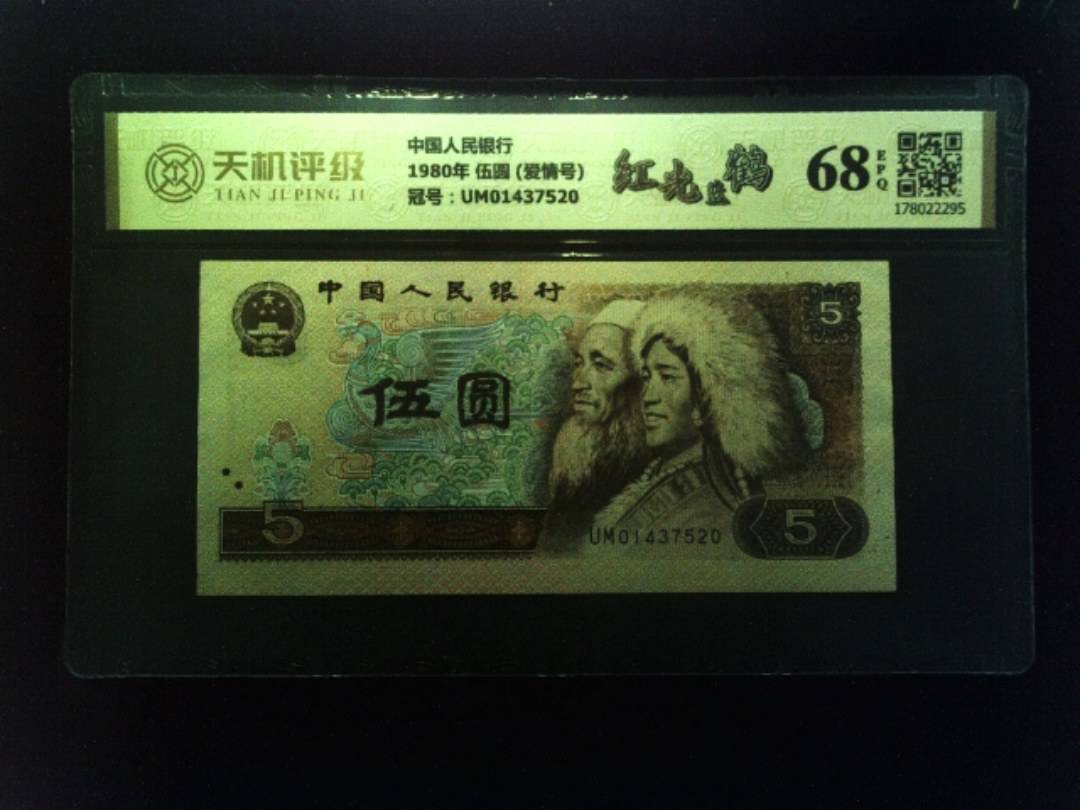 天机评级
TIAN JI PING JI
中国人民银行
1980年 伍圆 (爱情号)
冠号：UM01437520
红光蓝鹤
68
EPQ
178022295
中国人民银行
5
伍圆
5
UM01437520
5